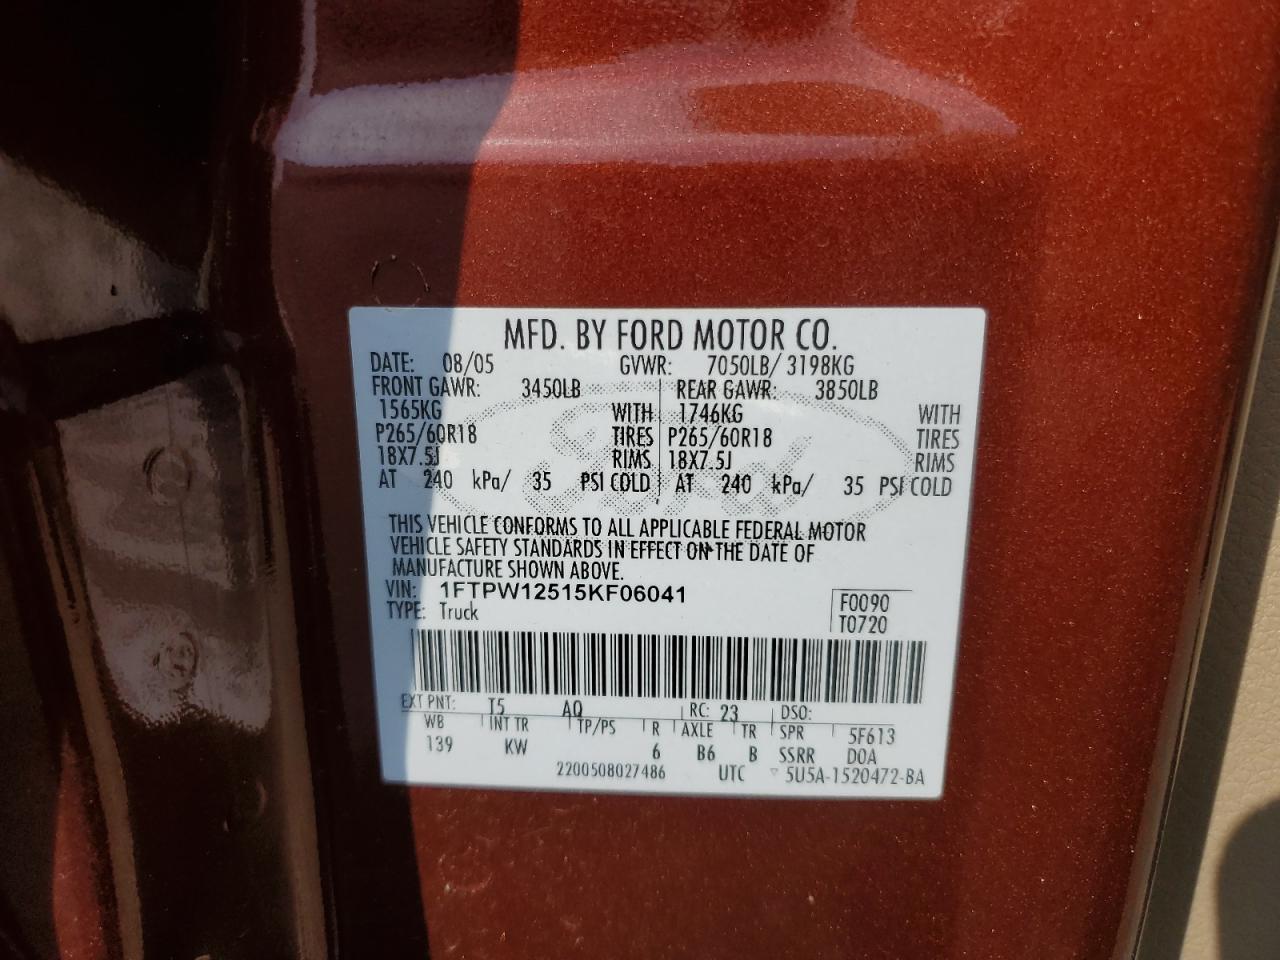 MFD. BY FORD MOTOR CO.
DATE: 08/05 GVWR: 7050LB/ 3198KG
FRONT GAWR: 3450LB REAR GAWR: 3850LB
1565KG WITH 1746KG WITH
P265/60R18 TIRES P265/60R18 TIRES
18X7.5J RIMS 18X7.5J RIMS
AT 240 kPa/ 35 PSI COLD AT 240 kPa/ 35 PSI COLD
THIS VEHICLE CONFORMS TO ALL APPLICABLE FEDERAL MOTOR
VEHICLE SAFETY STANDARDS IN EFFECT ON THE DATE OF
MANUFACTURE SHOWN ABOVE.
VIN: 1FTPW12515KF06041
TYPE: Truck
F0090
T0720
EXT PNT: T5 AQ RC: 23 DSO:
WB INT TR TP/PS R AXLE TR SPR 5F613
139 KW 6 B6 B SSRR DOA
2200508027486 UTC ▽ 5U5A-1520472-BA
Ford